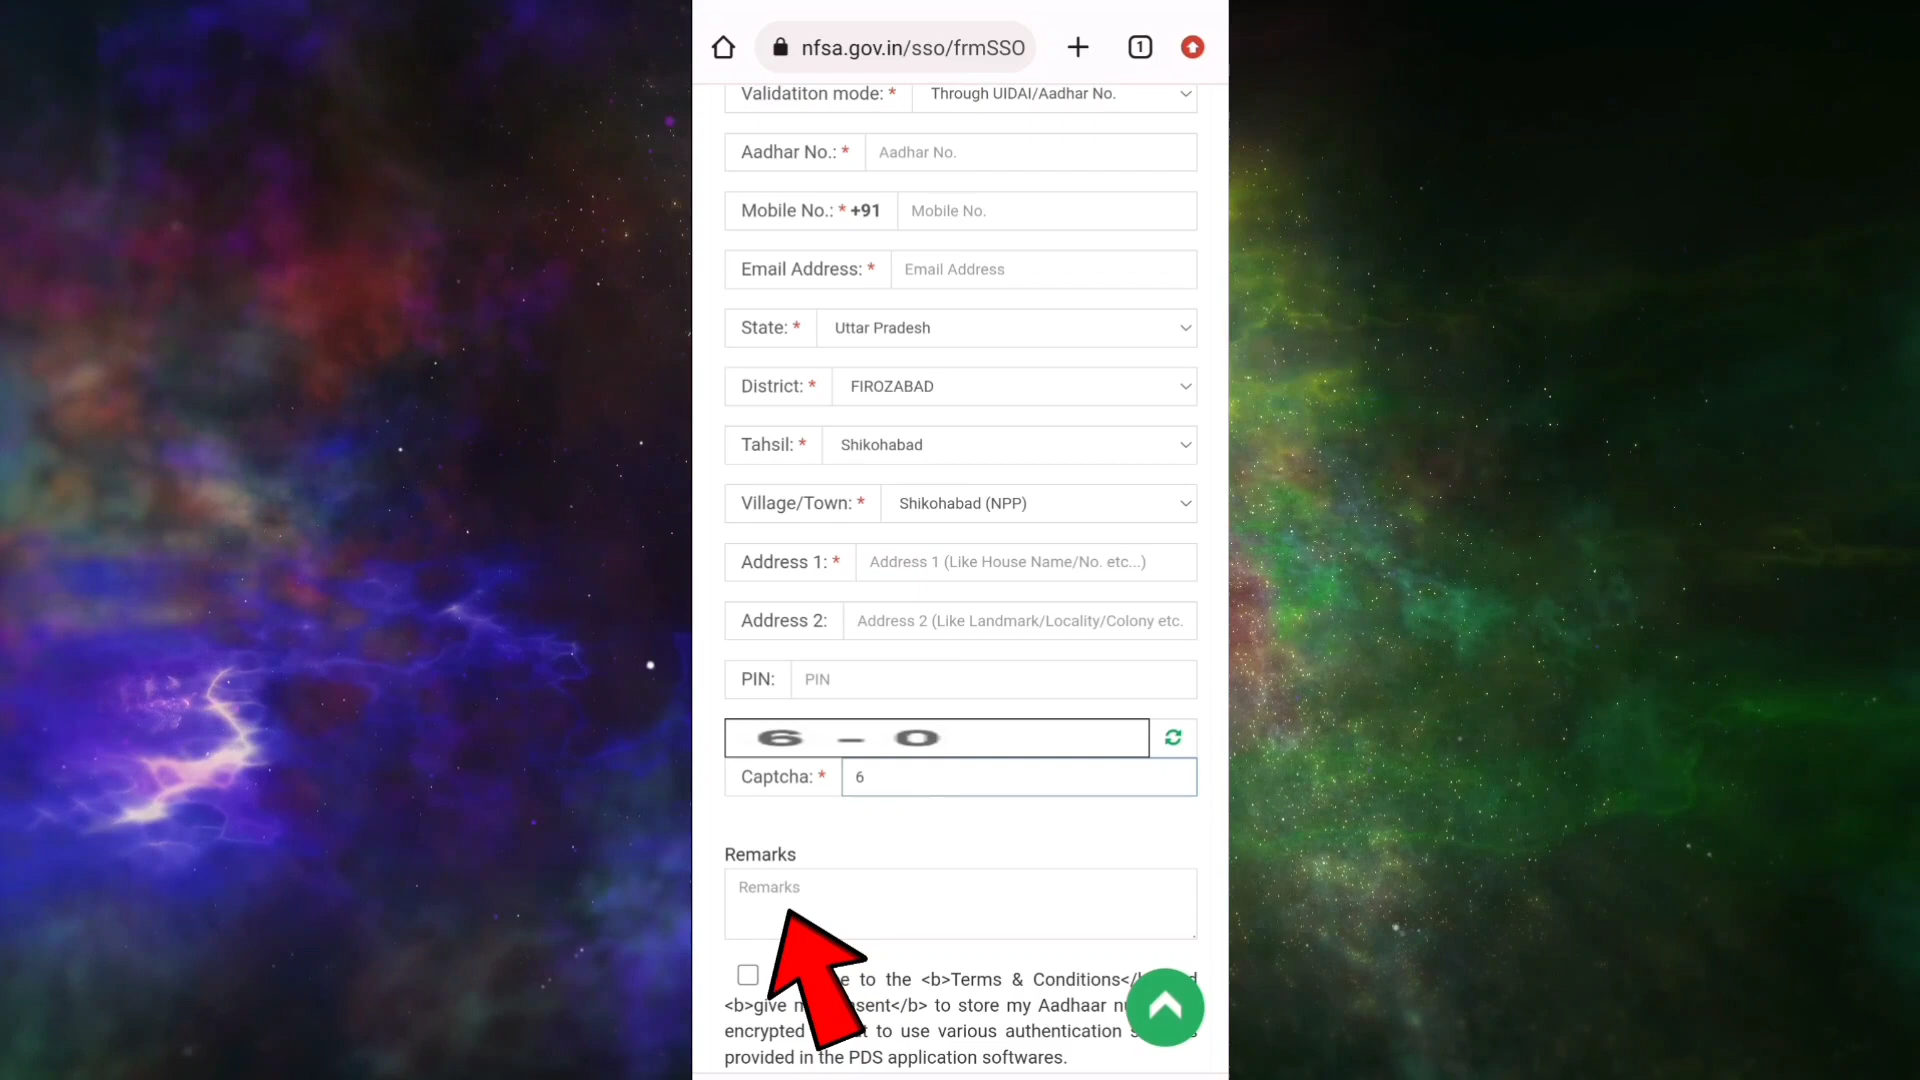 nfsa.gov.in/sso/frmSSO
1
Validatiton mode: * Through UIDAI/Aadhar No.
Aadhar No.: * Aadhar No.
Mobile No.: * +91 Mobile No.
Email Address: * Email Address
State: * Uttar Pradesh
District: * FIROZABAD
Tahsil: * Shikohabad
Village/Town: * Shikohabad (NPP)
Address 1: * Address 1 (Like House Name/No. etc...)
Address 2: Address 2 (Like Landmark/Locality/Colony etc.
PIN: PIN
6 - 0
Captcha: * 6
Remarks
Remarks
to the <b>Terms & Conditions</
<b>give to store my Aadhaar
encrypted to use various authentication
provided in the PDS application softwares.